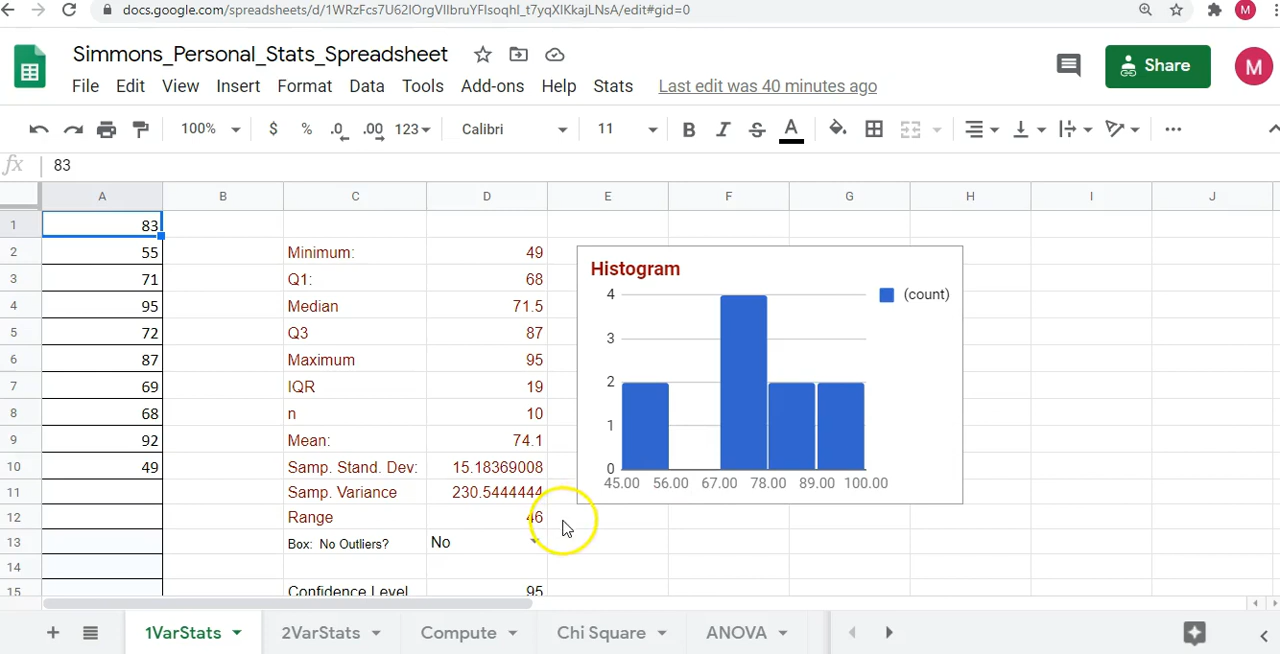 docs.google.com/spreadsheets/d/1WRzFcs7U62IOrgVIIbruYFIsoqhI_t7yqXIKkajLNsA/edit#gid=0
M
Simmons_Personal_Stats_Spreadsheet
Share
M
File Edit View Insert Format Data Tools Add-ons Help Stats Last edit was 40 minutes ago
100% $ % .0 .00 123 Calibri 11 B I S A
fx 83
A B C D E F G H I J
1 83
2 55 Minimum: 49
3 71 Q1: 68
4 95 Median 71.5
5 72 Q3 87
6 87 Maximum 95
7 69 IQR 19
8 68 n 10
9 92 Mean: 74.1
10 49 Samp. Stand. Dev: 15.18369008
11 Samp. Variance 230.5444444
12 Range 46
13 Box: No Outliers? No
14
15 Confidence Level 95
Histogram
(count)
4
3
2
1
0
45.00 56.00 67.00 78.00 89.00 100.00
1VarStats 2VarStats Compute Chi Square ANOVA